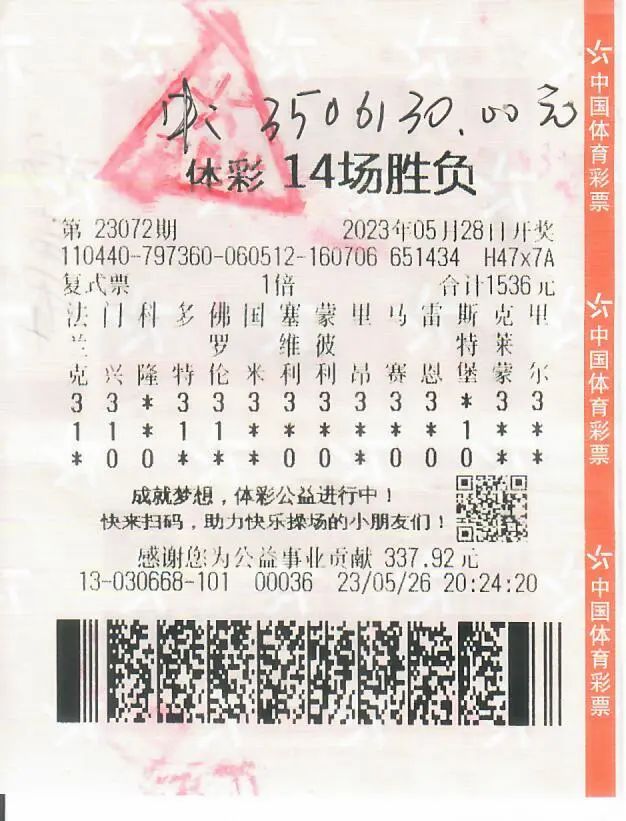 中: 3506130.00元
体彩 14场胜负
第 23072期 2023年05月28日开奖
110440-797360-060512-160706 651434 H47x7A
复式票 1倍 合计1536 元
法 门 科 多 佛 国 塞 蒙 里 马 雷 斯 克 里
兰 罗 维 彼 特 莱
克 兴 隆 特 伦 米 利 利 昂 赛 恩 堡 蒙 尔
3 3 * 3 3 3 3 3 3 3 3 * 3 3
1 1 * 1 1 * * * * * * 1 * *
* 0 0 * * * 0 0 * 0 0 0 * *
成就梦想，体彩公益进行中！
快来扫码，助力快乐操场的小朋友们！
感谢您为公益事业贡献 337.92 元
13-030668-101 00036 23/05/26 20:24:20
中国体育彩票
中国体育彩票
中国体育彩票